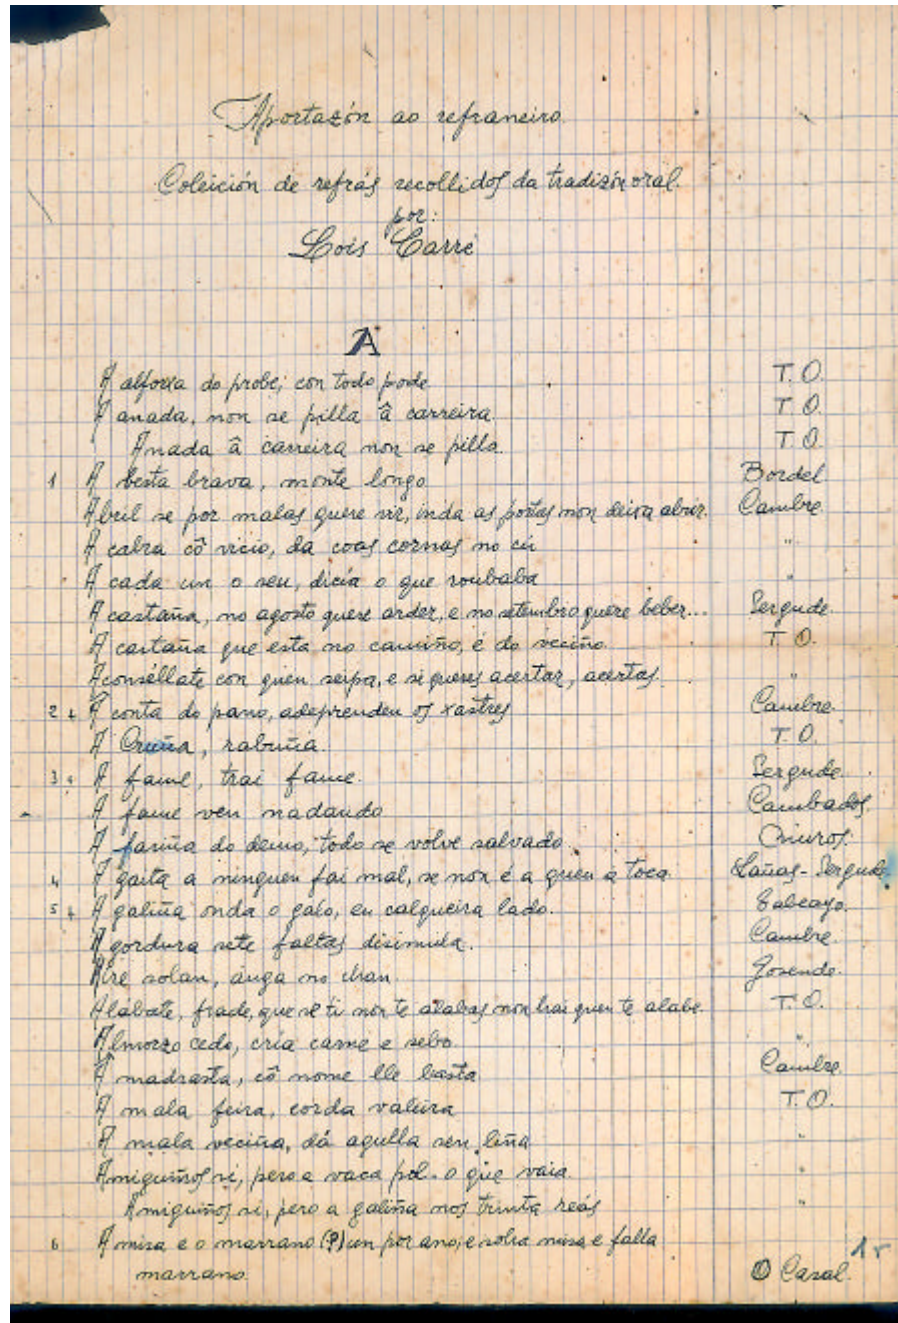 Aportazón ao refraneiro
Coleición de refrás recollidos da tradizón oral.
por:
Lois Carré
A
A alforxa do probe; con todo pode T. O.
A anada, non se pilla â carreira. T. O.
Anada â carreira non se pilla. T. O.
1 A besta brava, monte longo. Bordel
Abril se por malas quere vir, inda as portas non deixa abrir. Cambre
A cabra cô vicio, da coas cornas no cú "
A cada un o seu, dicía o que roubaba "
A castaña, no agosto quere arder, e no setembro quere beber... Sergude.
A castaña que esta no camiño, é do veciño. T. O.
Aconséllate con quen seipa, e si queres acertar, acertas. "
2 + A conta do pano, adeprenden os xastres Cambre.
A Cruña, rabuña. T. O.
3 + A fame, trai fame. Sergude.
A fame ven nadando Cambados
A fariña do demo, todo se volve salvado.
4 A gaita a ninguen fai mal, se non é a quen a toca. Lañas - Sergude.
5 + A galiña onda o galo, en calqueira lado.
A gordura sete faltas disimula. Cambre.
Aire solan, auga no chan. Gosende.
Alábate, frade, que se ti non te alabas non hai quen te alabe. T. O.
Almorzo cedo, cria carne e sebo. "
A madrasta, cô nome lle basta Cambre
A mala feira, corda valeira T. O.
A mala veciña, dá agulla sen liña "
Amiguiños si, pero a vaca pol-o que vaia. "
Amiguiños si, pero a galiña nos trinta reás "
6 A misa e o marrano (?) un por ano; e sobra misa e falla
marrano. O Casal.
1 r